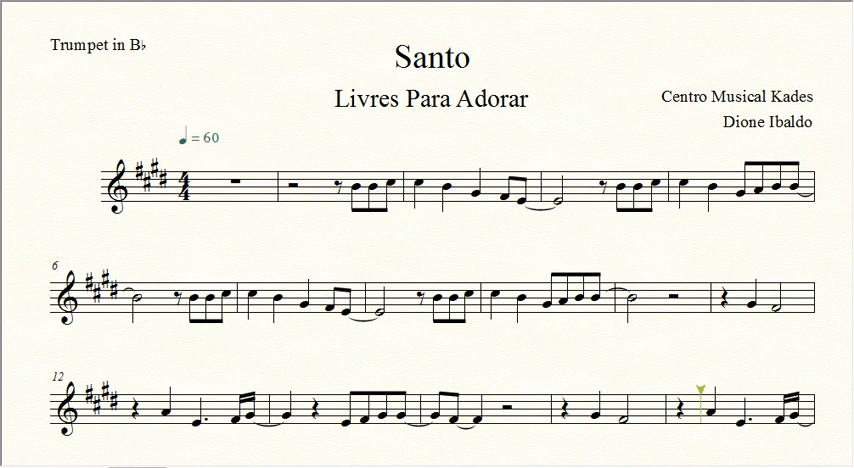 Trumpet in B♭
Santo
Livres Para Adorar
Centro Musical Kades
Dione Ibaldo
= 60
6
12